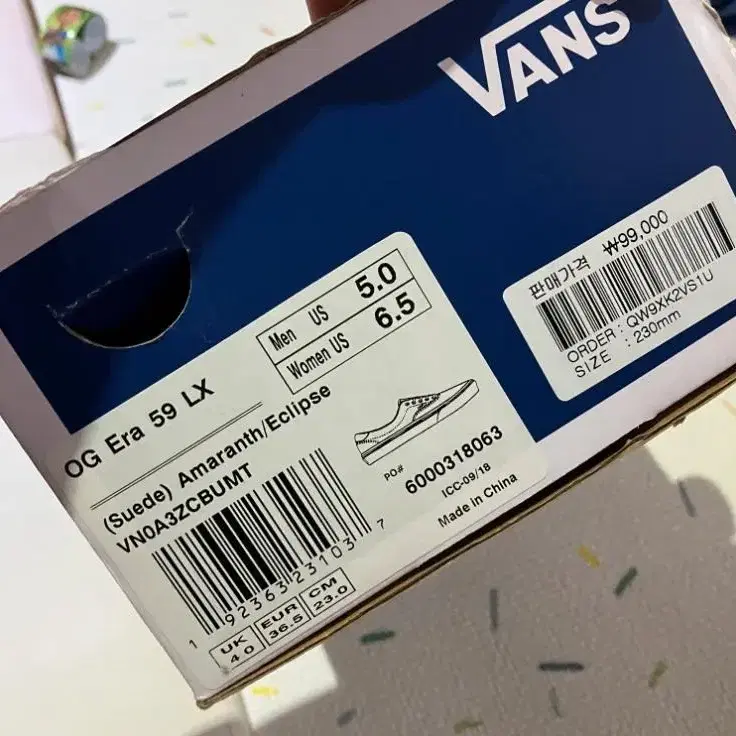 VANS
판매가격 ₩99,000
ORDER : QW9XK2VS1U
SIZE : 230mm
Men US 5.0
Women US 6.5
OG Era 59 LX
(Suede) Amaranth/Eclipse
VN0A3ZCBUMT
PO# 6000318063
ICC-09/18
Made in China
1 92363 23103 7
UK 4.0
EUR 36.5
CM 23.0